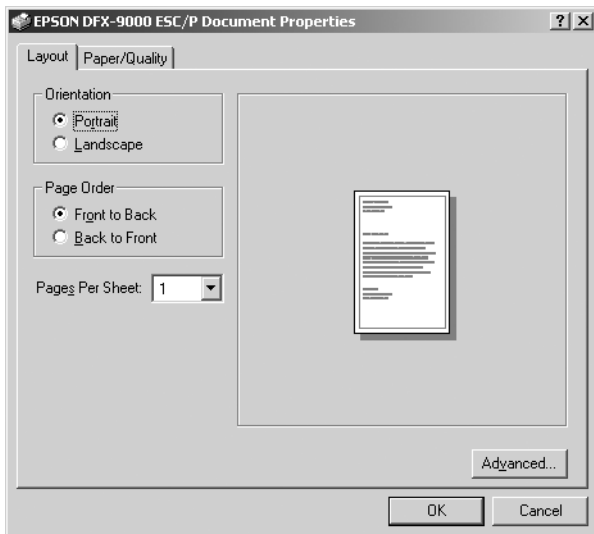 EPSON DFX-9000 ESC/P Document Properties
Layout
Paper/Quality
Orientation
Portrait
Landscape
Page Order
Front to Back
Back to Front
Pages Per Sheet: 1
Advanced...
OK
Cancel